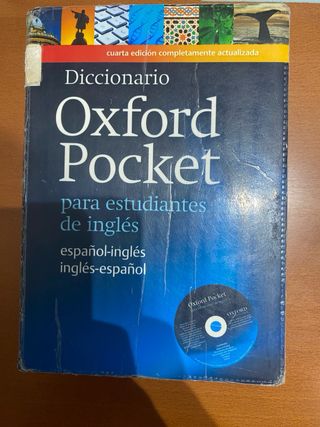 cuarta edición completamente actualizada
Diccionario
Oxford
Pocket
para estudiantes
de inglés
español-inglés
inglés-español
Oxford Pocket
OXFORD